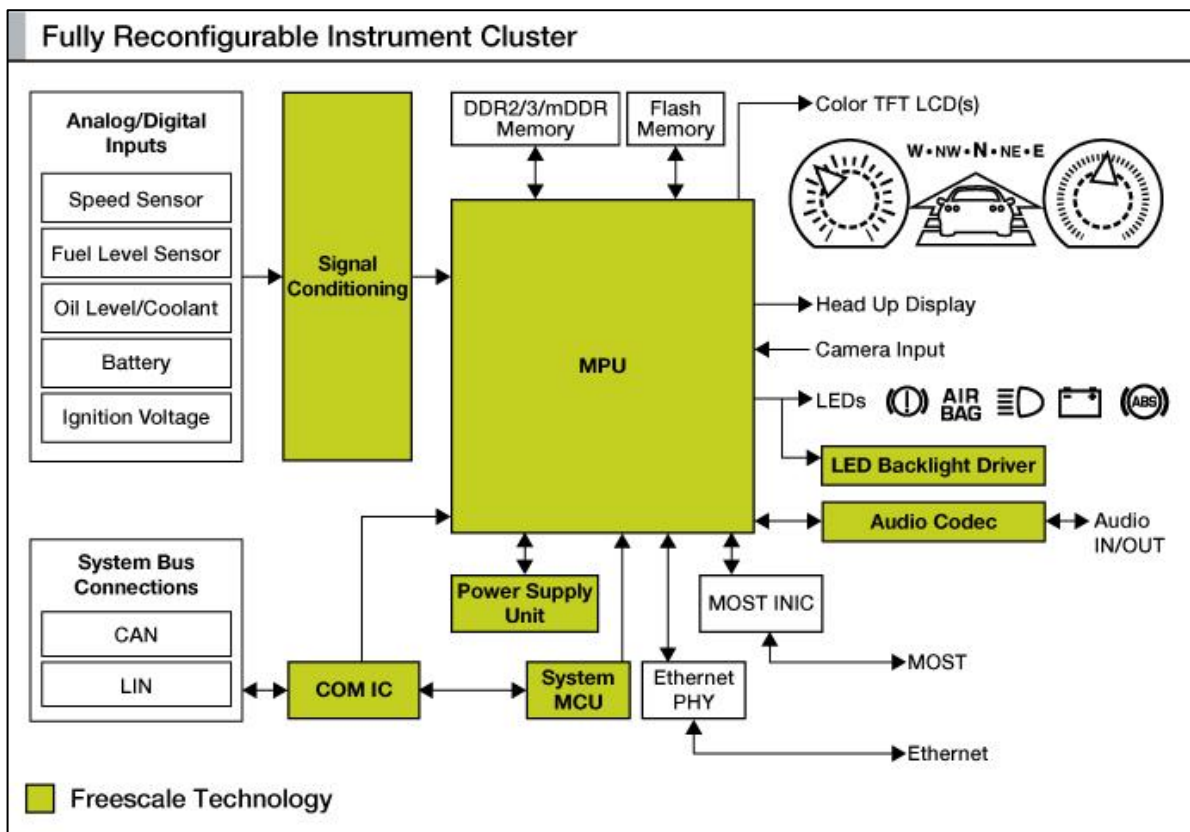 Fully Reconfigurable Instrument Cluster
Analog/Digital
Inputs
Speed Sensor
Fuel Level Sensor
Oil Level/Coolant
Battery
Ignition Voltage
Signal
Conditioning
DDR2/3/mDDR
Memory
Flash
Memory
MPU
Color TFT LCD(s)
W•NW•N•NE•E
Head Up Display
Camera Input
LEDs
AIR
BAG
ABS
LED Backlight Driver
Audio Codec
Audio
IN/OUT
System Bus
Connections
CAN
LIN
COM IC
Power Supply
Unit
System
MCU
MOST INIC
Ethernet
PHY
MOST
Ethernet
Freescale Technology